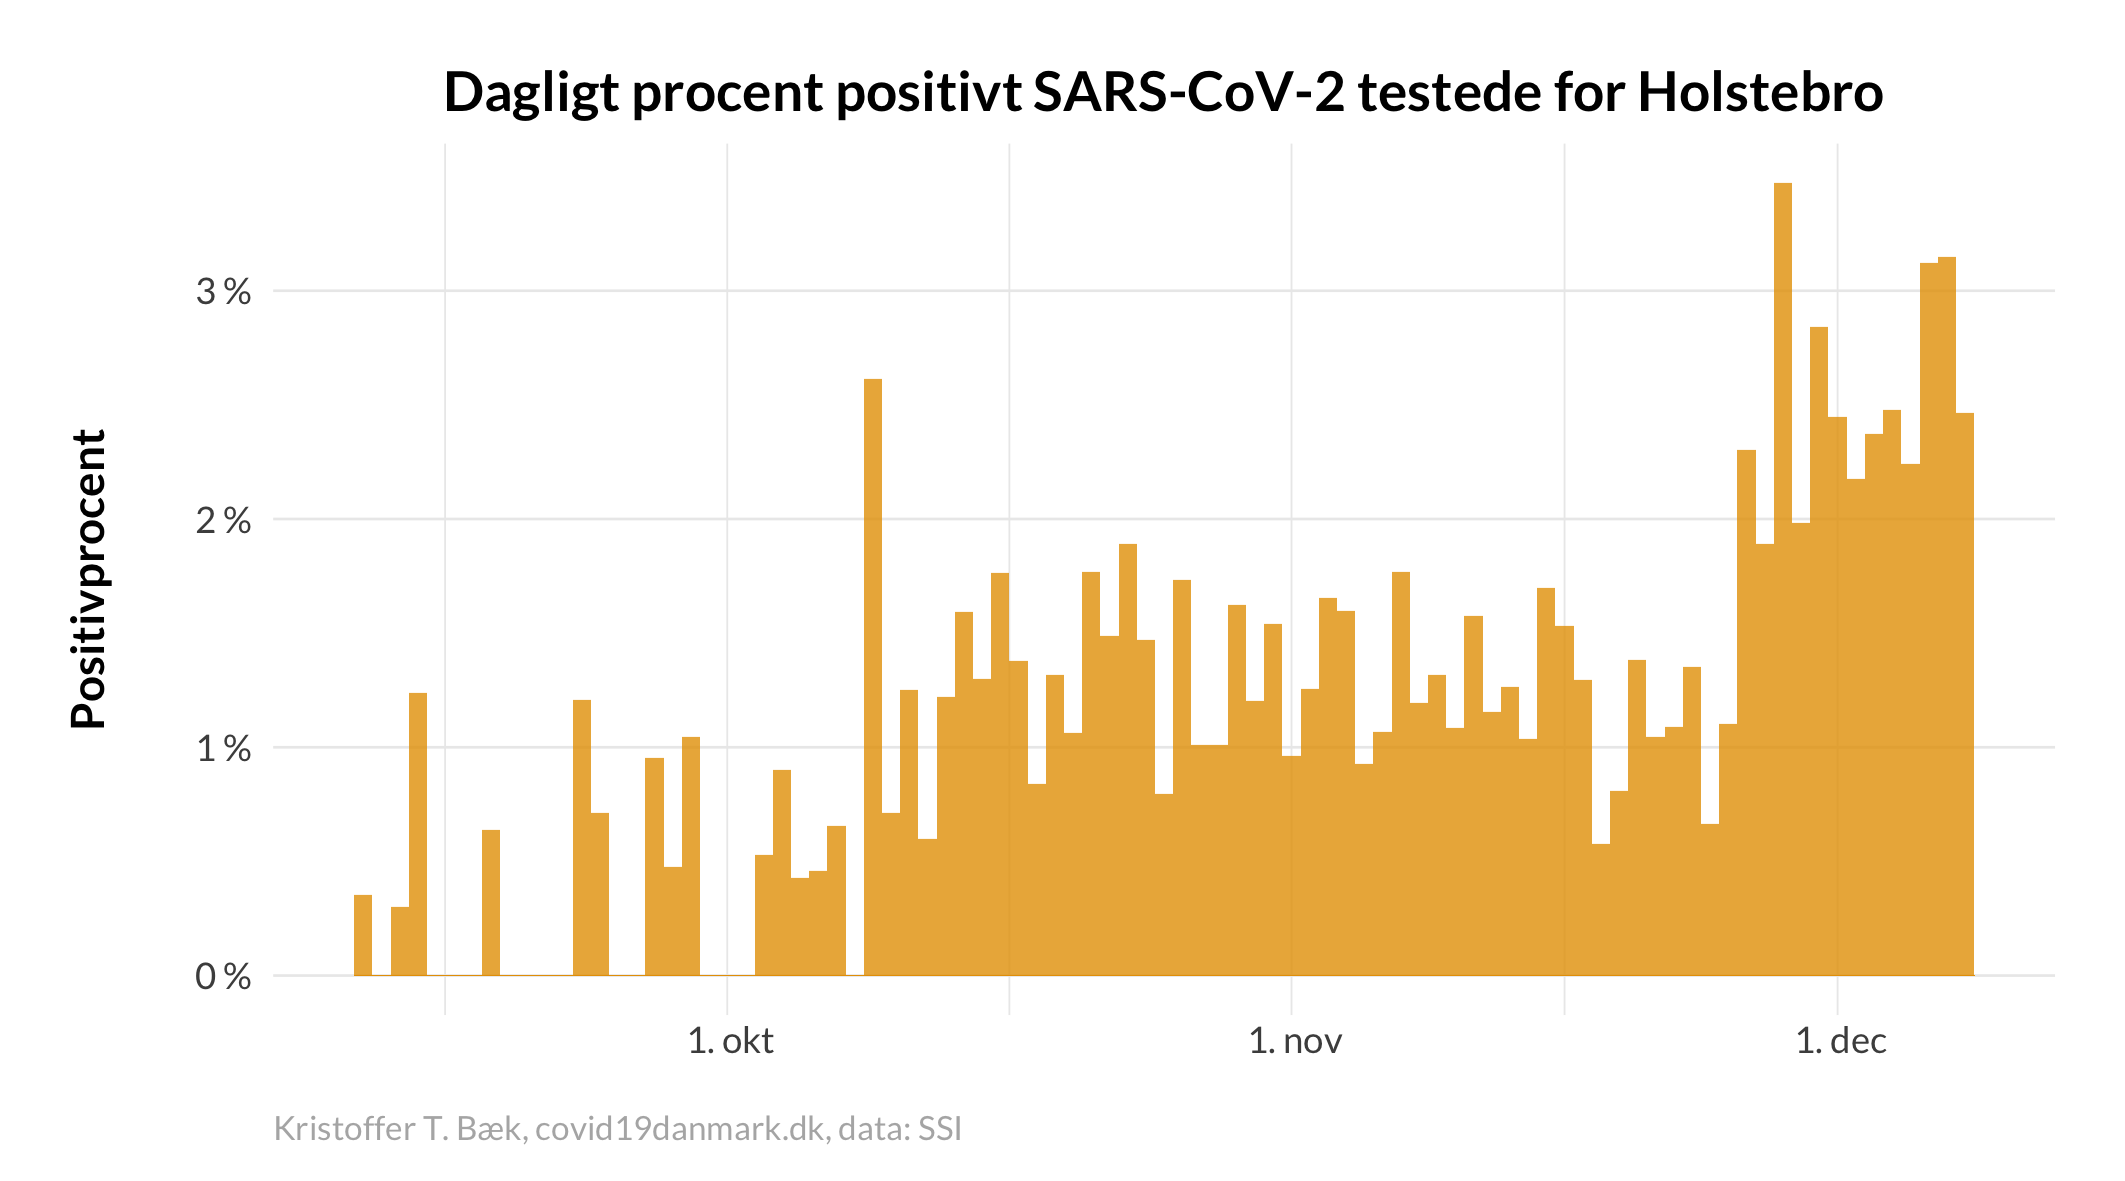 Dagligt procent positivt SARS-CoV-2 testede for Holstebro
Positivprocent
3 %
2 %
1 %
0 %
1. okt
1. nov
1. dec
Kristoffer T. Bæk, covid19danmark.dk, data: SSI